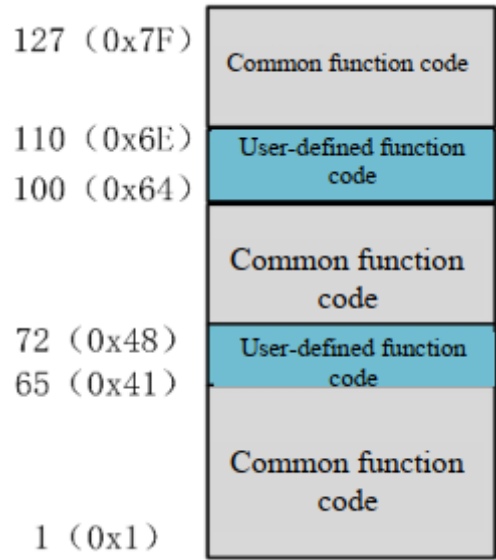 127（0x7F）
Common function code
110（0x6E）
User-defined function
code
100（0x64）
Common function
code
72（0x48）
User-defined function
code
65（0x41）
Common function
code
1（0x1）